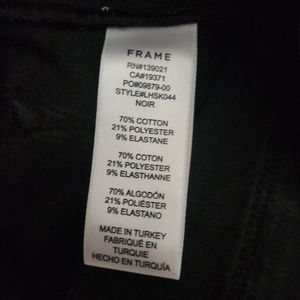 FRAME
RN#139021
CA#19371
PO#09879-00
STYLE#LHSK044
NOIR
70% COTTON
21% POLYESTER
9% ELASTANE
70% COTON
21% POLYESTER
9% ELASTHANNE
70% ALGODÓN
21% POLIÉSTER
9% ELASTANO
MADE IN TURKEY
FABRIQUÉ EN
TURQUIE
HECHO EN TURQUÍA